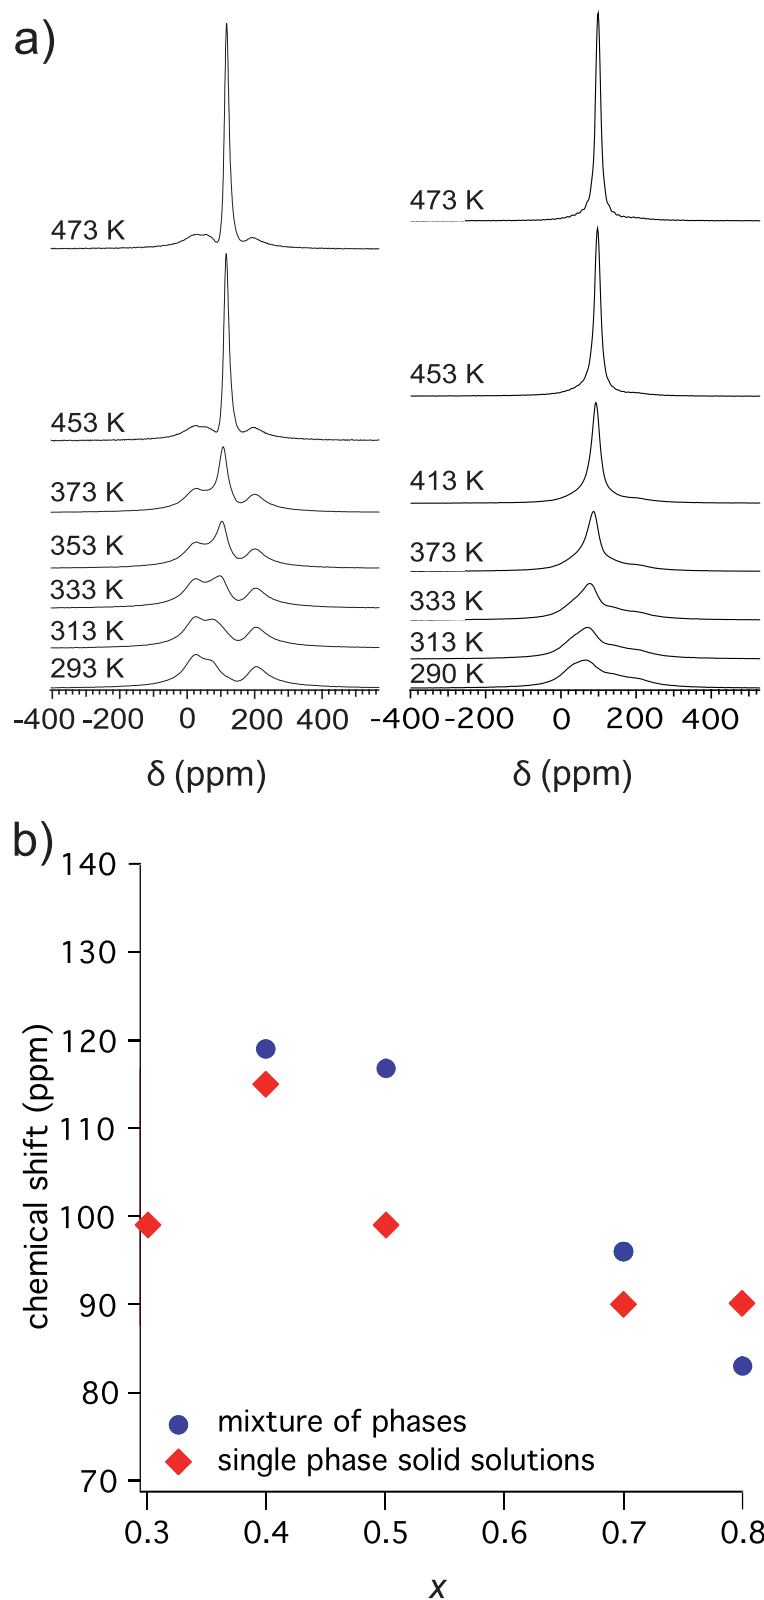 a)
473 K
453 K
373 K
353 K
333 K
313 K
293 K
-400 -200 0 200 400
δ (ppm)
473 K
453 K
413 K
373 K
333 K
313 K
290 K
-400 -200 0 200 400
δ (ppm)
b)
140
130
120
110
100
90
80
70
chemical shift (ppm)
mixture of phases
single phase solid solutions
0.3 0.4 0.5 0.6 0.7 0.8
x